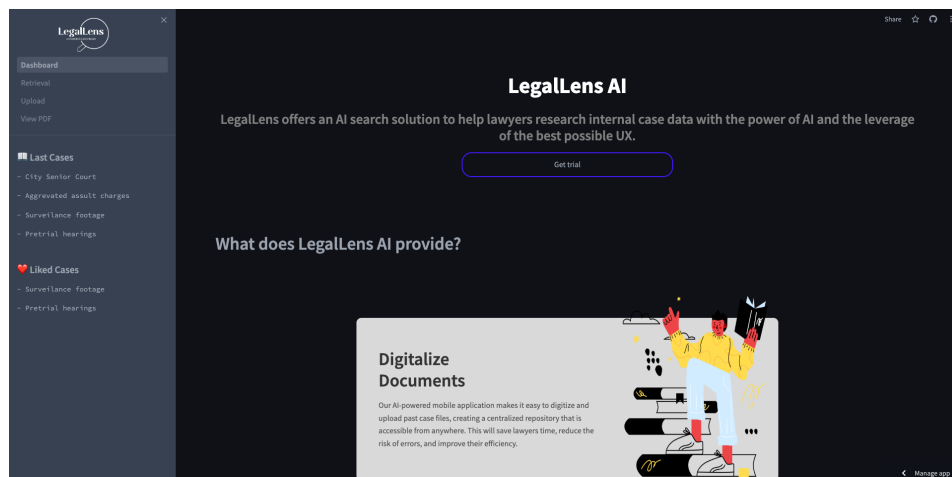 LegalLens
Dashboard
Retrieval
Upload
View PDF
Last Cases
- City Senior Court
- Aggrevated assult charges
- Surveilance footage
- Pretrial hearings
Liked Cases
- Surveilance footage
- Pretrial hearings
Share
LegalLens AI
LegalLens offers an AI search solution to help lawyers research internal case data with the power of AI and the leverage
of the best possible UX.
Get trial
What does LegalLens AI provide?
Digitalize
Documents
Our AI-powered mobile application makes it easy to digitize and
upload past case files, creating a centralized repository that is
accessible from anywhere. This will save lawyers time, reduce the
risk of errors, and improve their efficiency.
Manage app